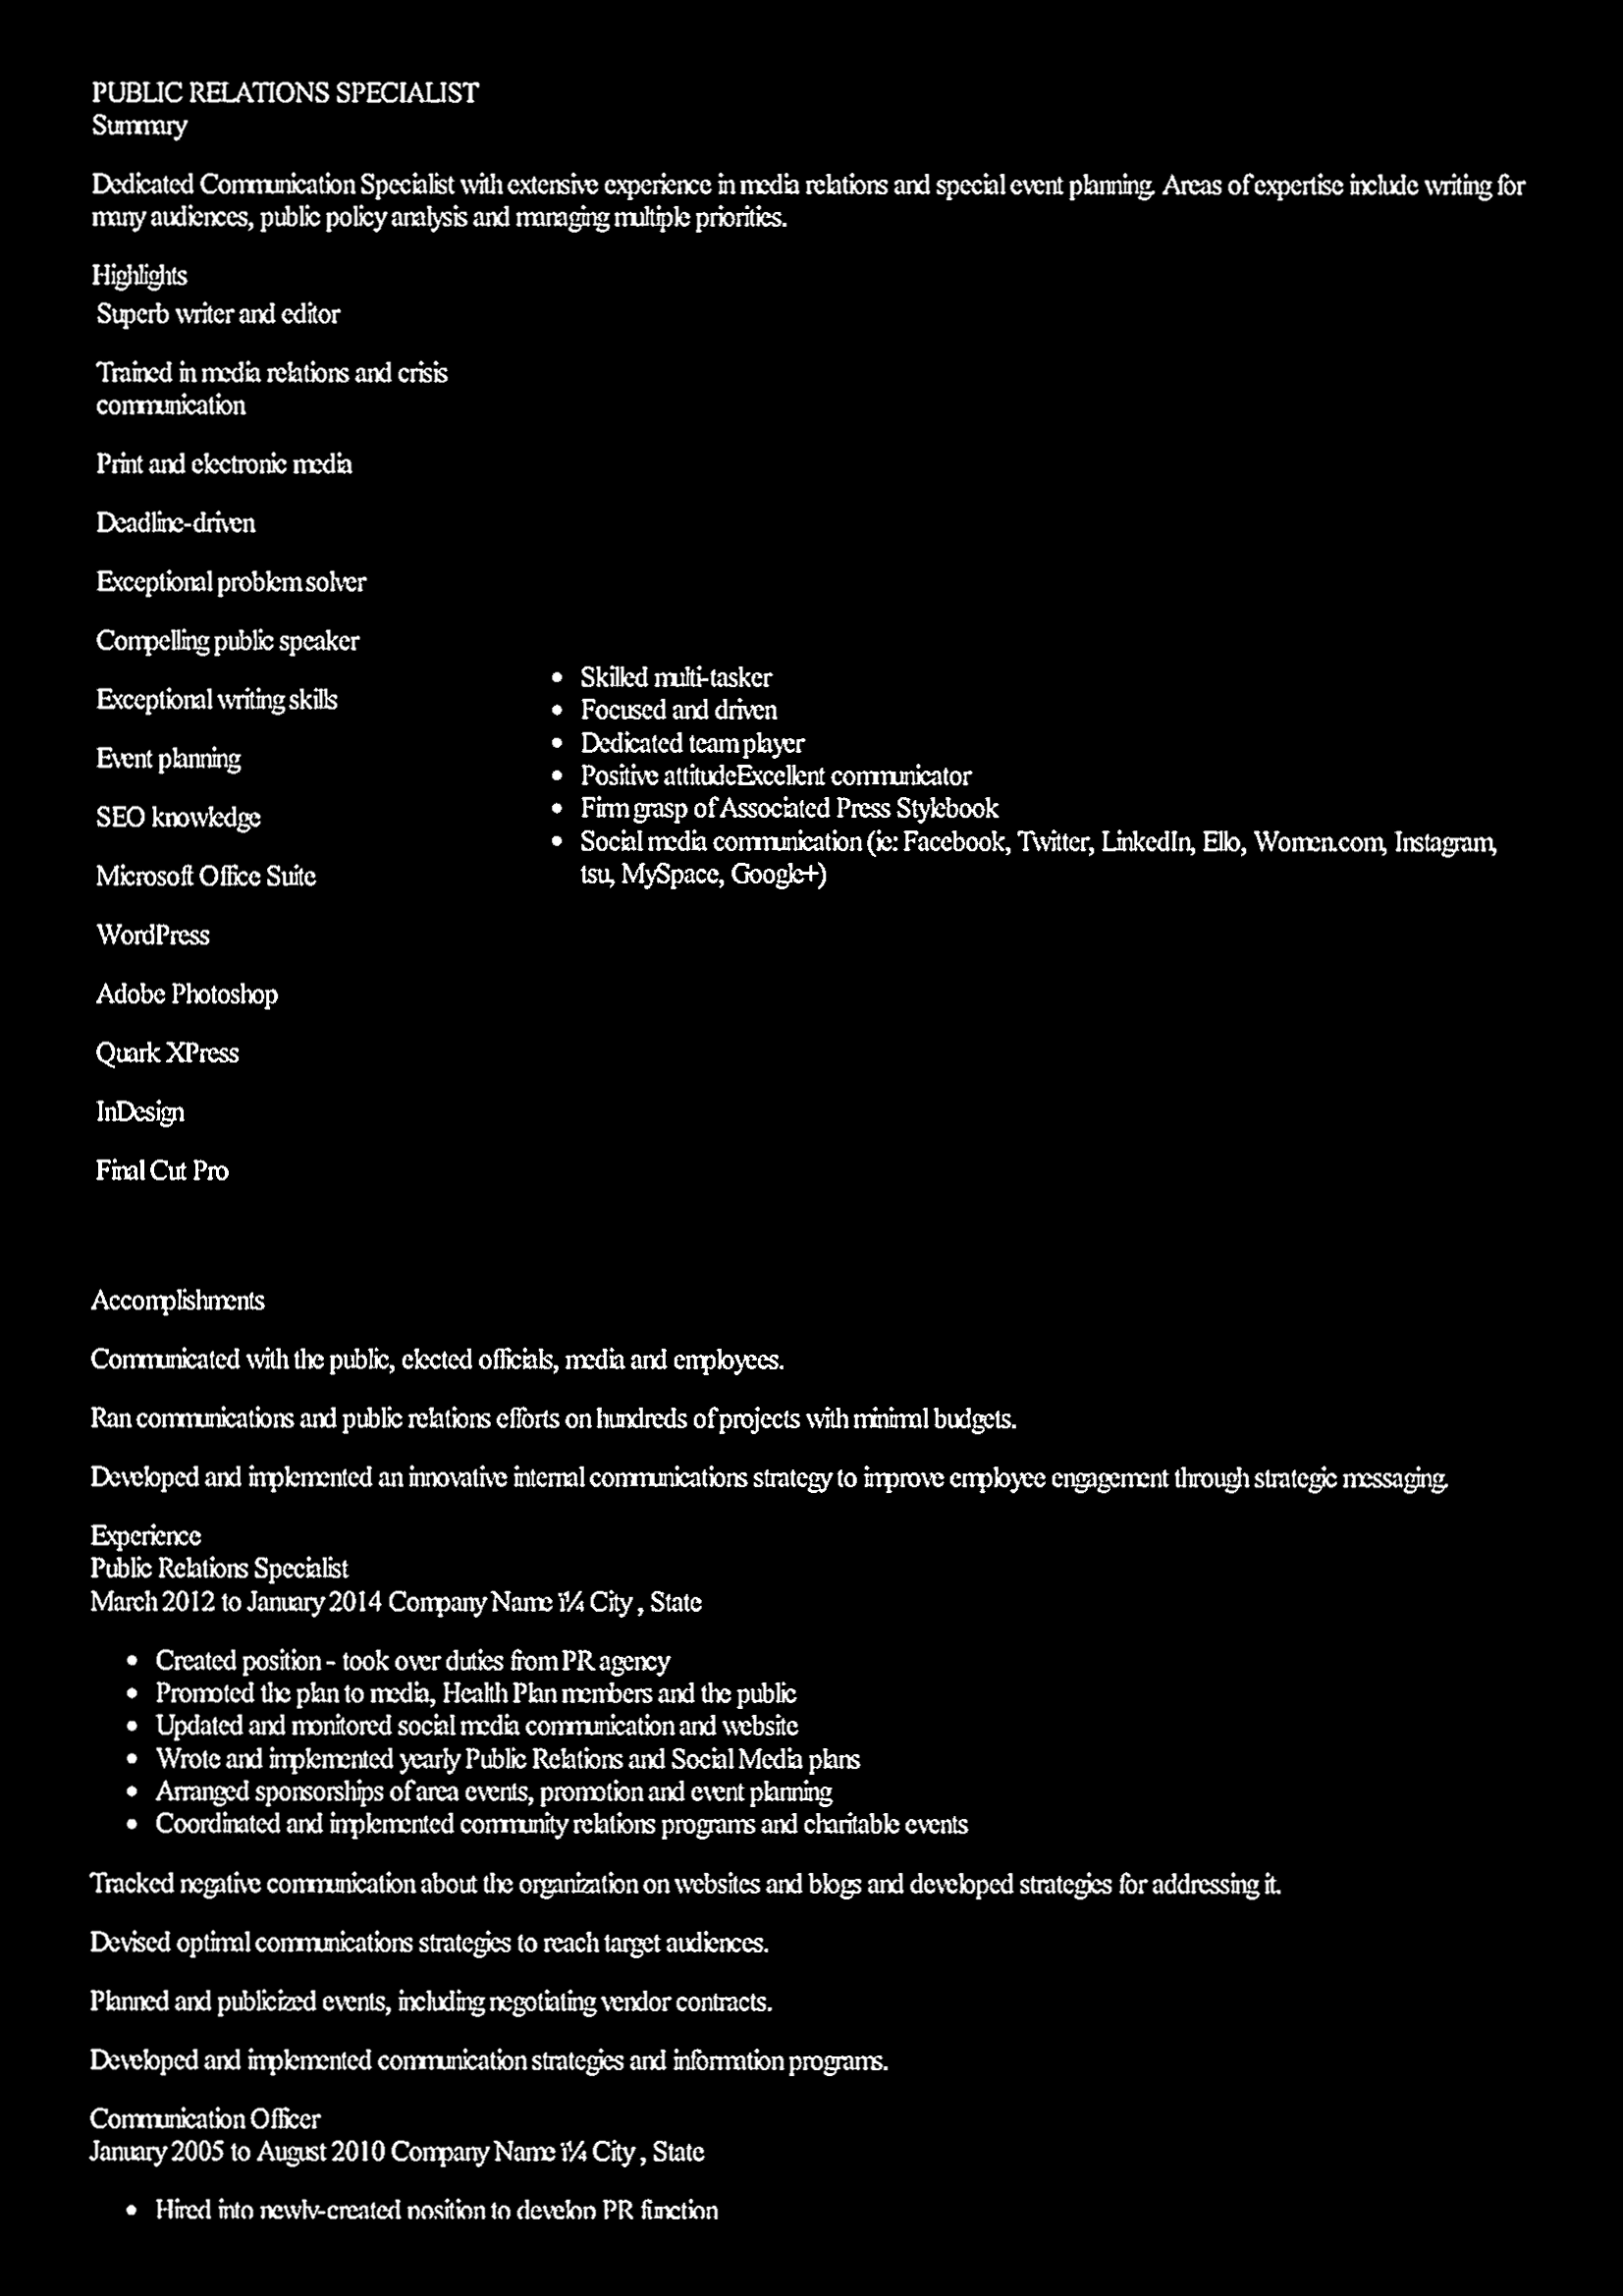 PUBLIC RELATIONS SPECIALIST
Summary
Dedicated Communication Specialist with extensive experience in media relations and special event planning. Areas of expertise include writing for
many audiences, public policy analysis and managing multiple priorities.
Highlights
Superb writer and editor
Trained in media relations and crisis
communication
Print and electronic media
Deadline-driven
Exceptional problem solver
Compelling public speaker
Exceptional writing skills
Event planning
SEO knowledge
Microsoft Office Suite
WordPress
Adobe Photoshop
Quark XPress
InDesign
Final Cut Pro
• Skilled multi-tasker
• Focused and driven
• Dedicated team player
• Positive attitudeExcellent communicator
• Firm grasp of Associated Press Stylebook
• Social media communication (ie: Facebook, Twitter, LinkedIn, Ello, Women.com, Instagram,
tsu, MySpace, Google+)
Accomplishments
Communicated with the public, elected officials, media and employees.
Ran communications and public relations efforts on hundreds of projects with minimal budgets.
Developed and implemented an innovative internal communications strategy to improve employee engagement through strategic messaging.
Experience
Public Relations Specialist
March 2012 to January 2014 Company Name ï¼ City , State
• Created position - took over duties from PR agency
• Promoted the plan to media, Health Plan members and the public
• Updated and monitored social media communication and website
• Wrote and implemented yearly Public Relations and Social Media plans
• Arranged sponsorships of area events, promotion and event planning
• Coordinated and implemented community relations programs and charitable events
Tracked negative communication about the organization on websites and blogs and developed strategies for addressing it.
Devised optimal communications strategies to reach target audiences.
Planned and publicized events, including negotiating vendor contracts.
Developed and implemented communication strategies and information programs.
Communication Officer
January 2005 to August 2010 Company Name ï¼ City , State
• Hired into newly-created position to develop PR function